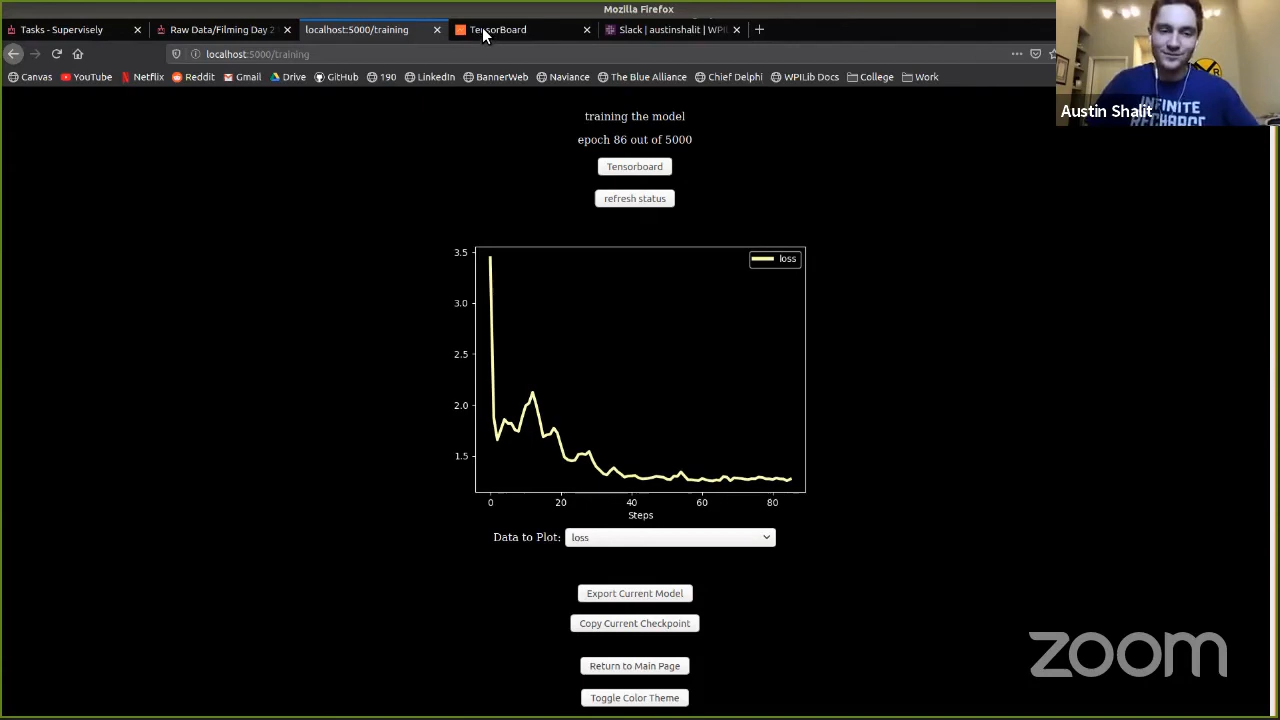 Mozilla Firefox
Tasks - Supervisely
Raw Data/Filming Day 2
localhost:5000/training
TensorBoard
Slack | austinshalit | WPIL
localhost:5000/training
Canvas YouTube Netflix Reddit Gmail Drive GitHub 190 LinkedIn BannerWeb Naviance The Blue Alliance Chief Delphi WPILib Docs College Work
INFINITE
RECHARGE
Austin Shalit
training the model
epoch 86 out of 5000
Tensorboard
refresh status
loss
3.5
3.0
2.5
2.0
1.5
0 20 40 60 80
Steps
Data to Plot: loss
Export Current Model
Copy Current Checkpoint
Return to Main Page
Toggle Color Theme
zoom